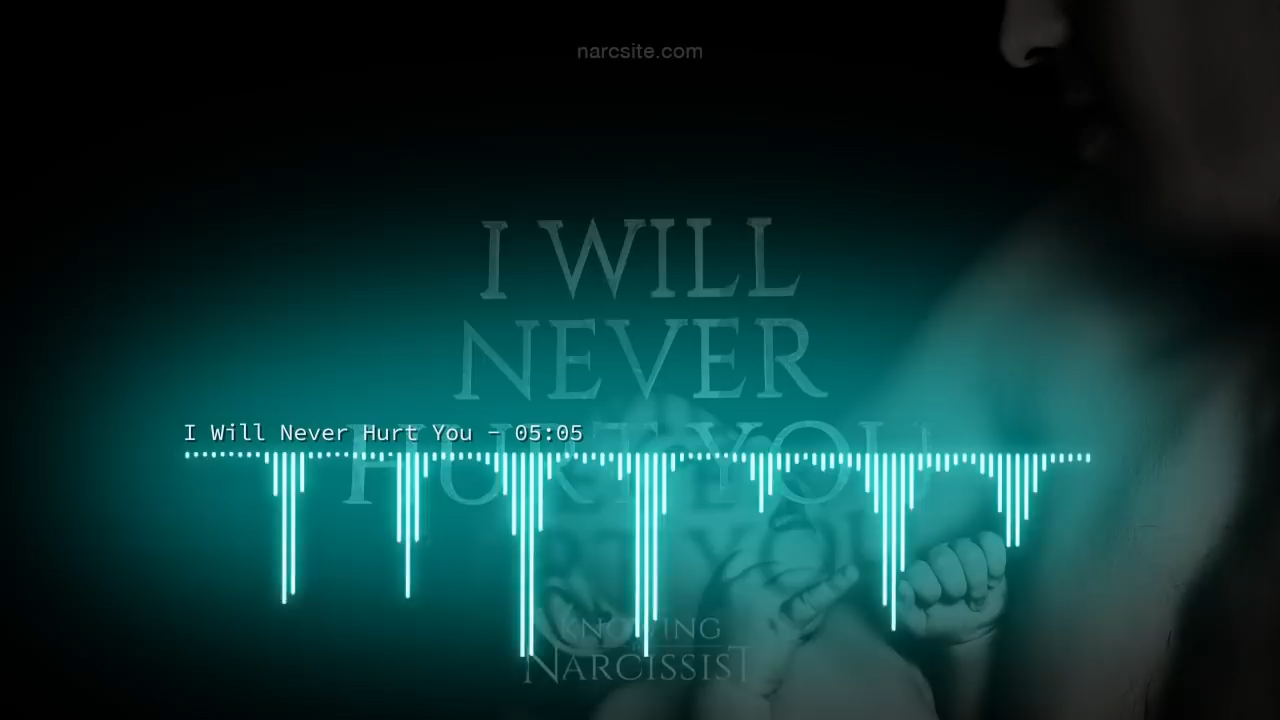 narcsite.com
I WILL
NEVER
HURT YOU
I Will Never Hurt You - 05:05
KNOWING
NARCISSIST